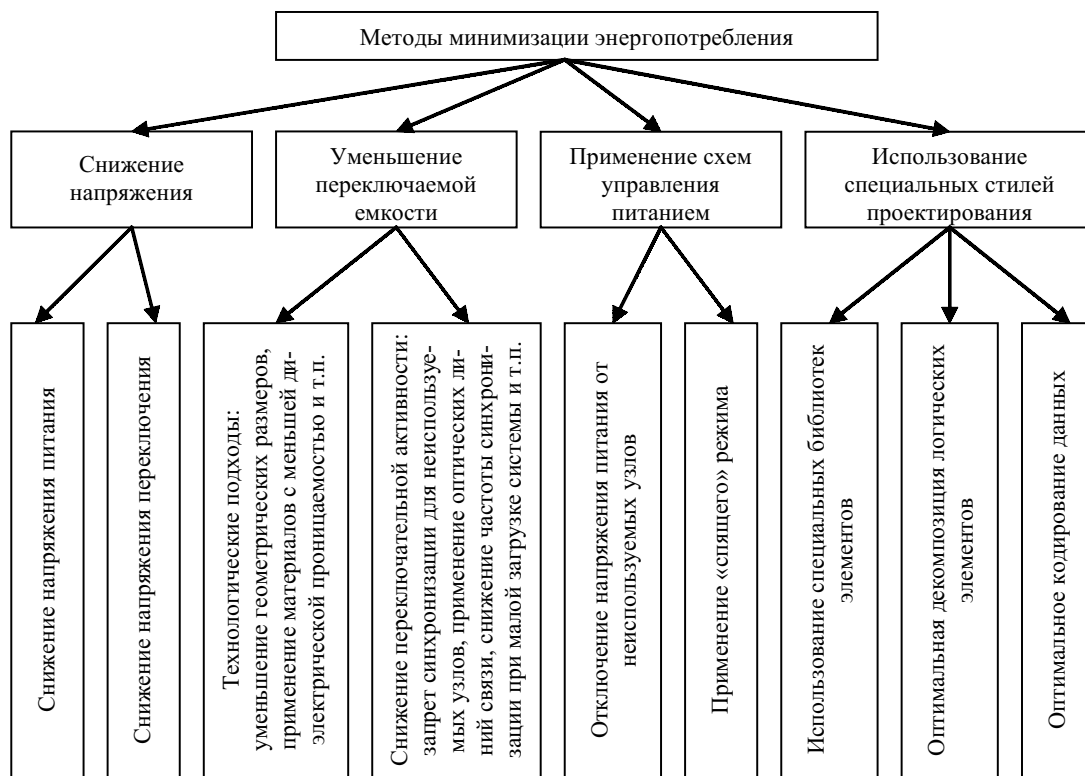 Методы минимизации энергопотребления
Снижение
напряжения
Уменьшение
переключаемой
емкости
Применение схем
управления
питанием
Использование
специальных стилей
проектирования
Снижение напряжения питания
Снижение напряжения переключения
Технологические подходы:
уменьшение геометрических размеров,
применение материалов с меньшей ди-
электрической проницаемостью и т.п.
Снижение переключательной активности:
запрет синхронизации для неиспользуе-
мых узлов, применение оптических ли-
ний связи, снижение частоты синхрони-
зации при малой загрузке системы и т.п.
Отключение напряжения питания от
неиспользуемых узлов
Применение «спящего» режима
Использование специальных библиотек
элементов
Оптимальная декомпозиция логических
элементов
Оптимальное кодирование данных